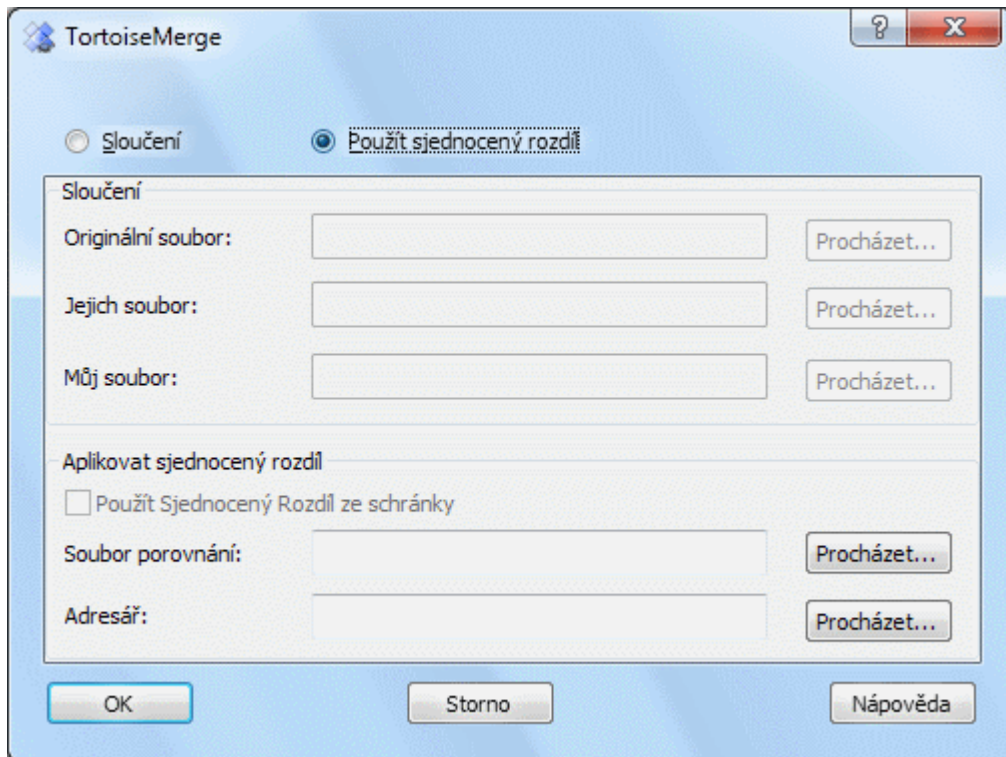 TortoiseMerge
Sloučení
Použít sjednocený rozdíl
Sloučení
Originální soubor:
Procházet...
Jejich soubor:
Procházet...
Můj soubor:
Procházet...
Aplikovat sjednocený rozdíl
Použít Sjednocený Rozdíl ze schránky
Soubor porovnání:
Procházet...
Adresář:
Procházet...
OK
Storno
Nápověda